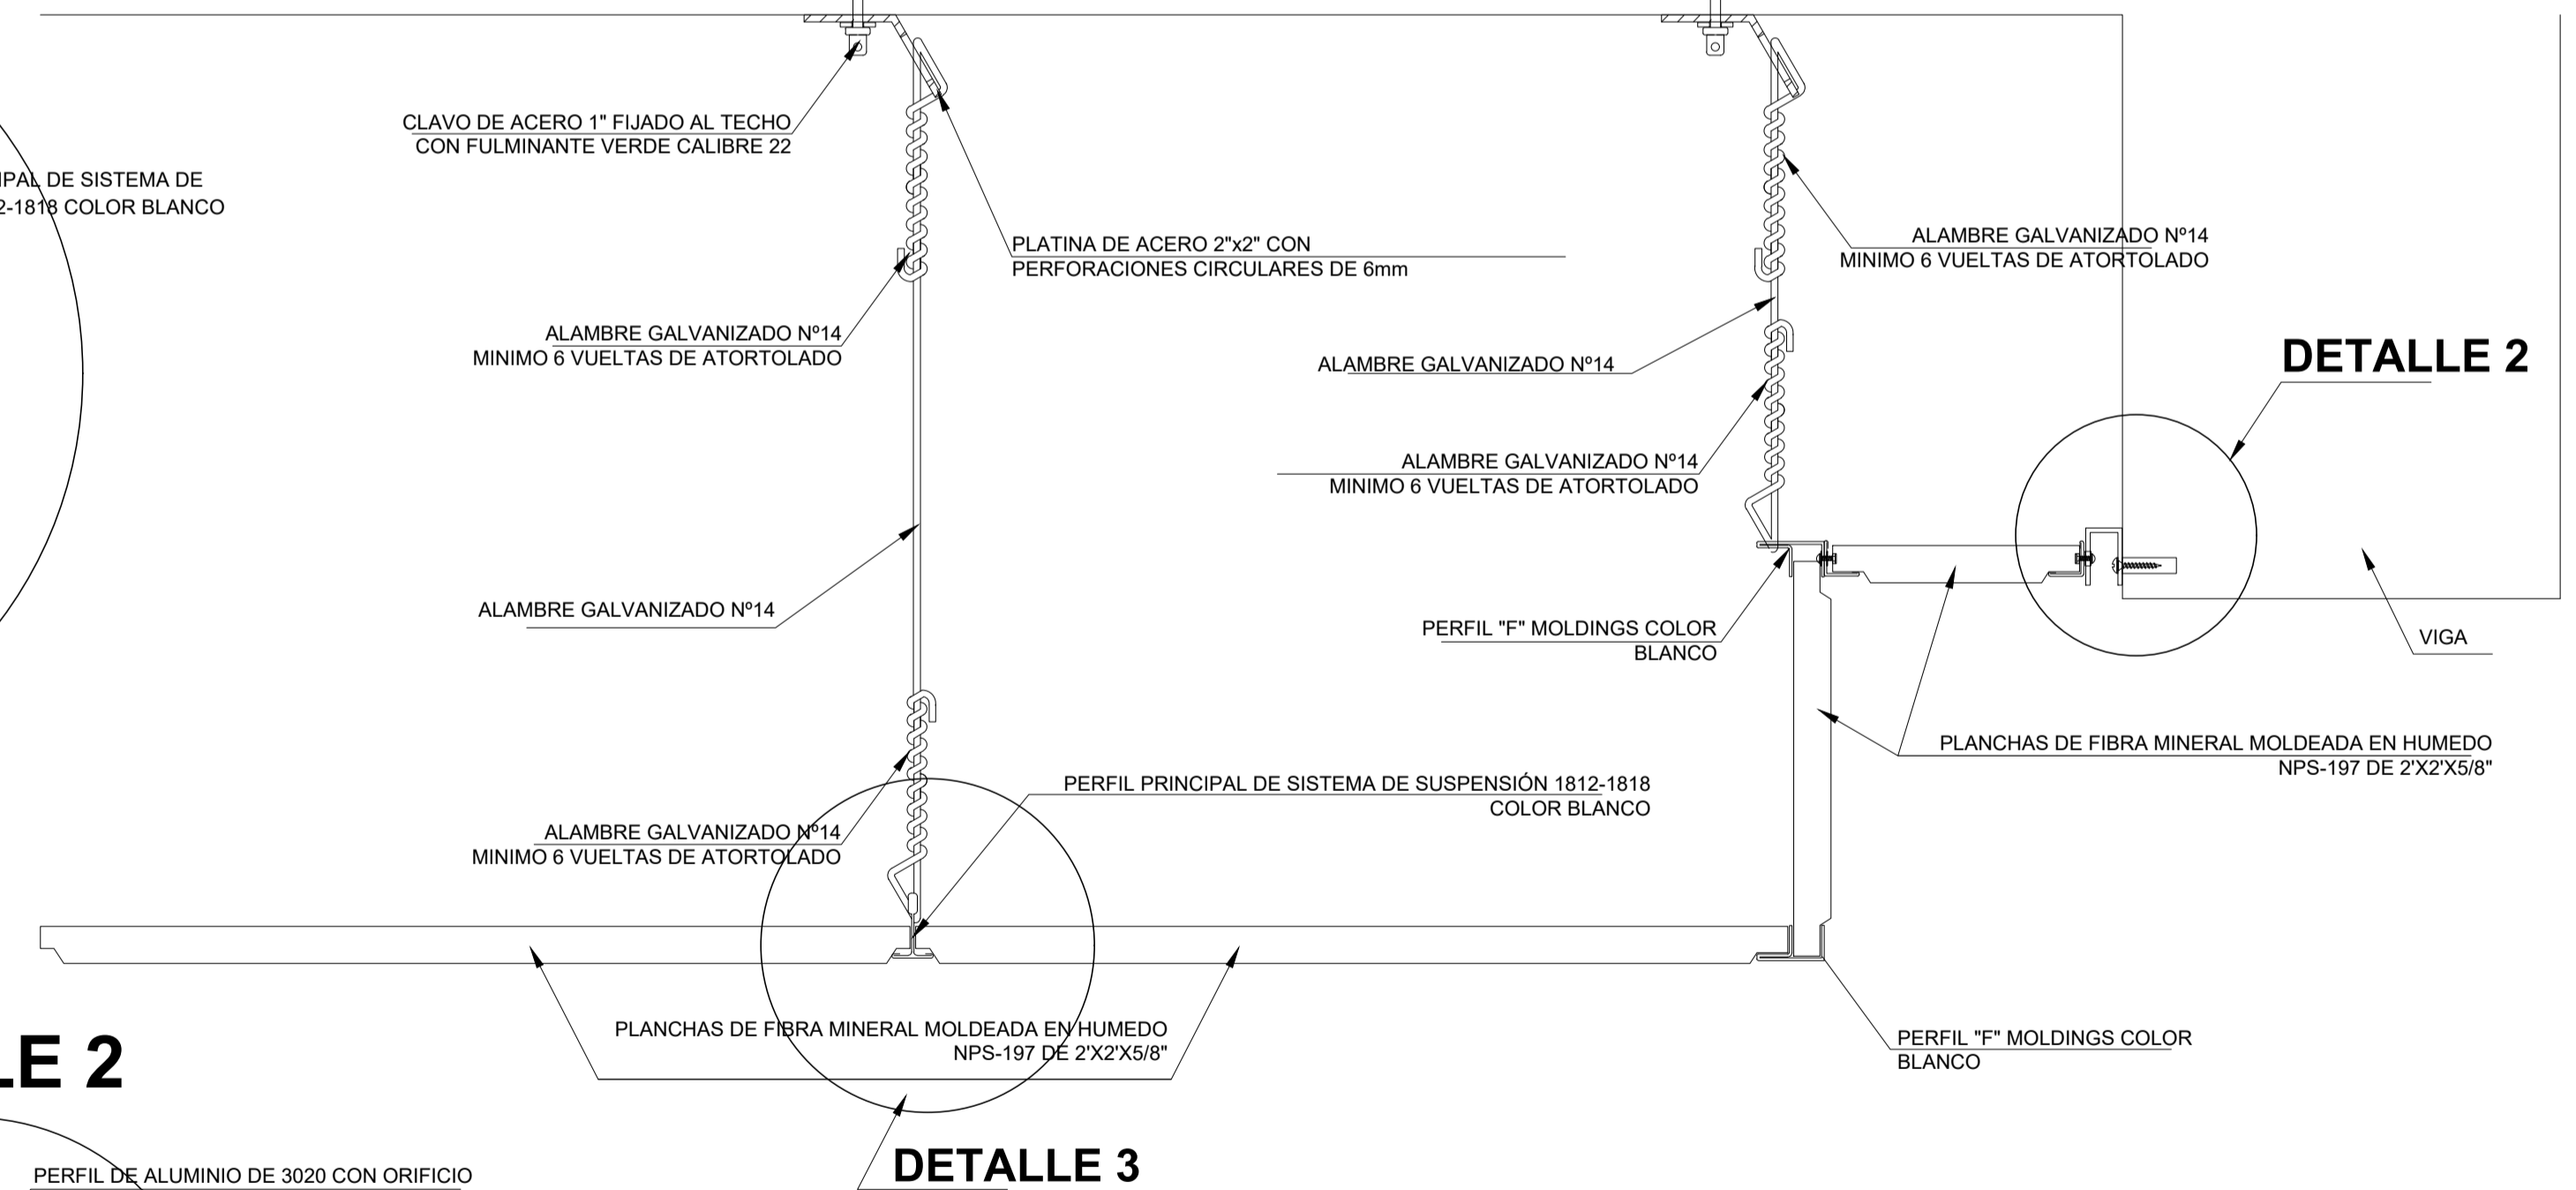 CLAVO DE ACERO 1" FIJADO AL TECHO
CON FULMINANTE VERDE CALIBRE 22
IPAL DE SISTEMA DE
2-1818 COLOR BLANCO
PLATINA DE ACERO 2"x2" CON
PERFORACIONES CIRCULARES DE 6mm
ALAMBRE GALVANIZADO Nº14
MINIMO 6 VUELTAS DE ATORTOLADO
ALAMBRE GALVANIZADO Nº14
MINIMO 6 VUELTAS DE ATORTOLADO
ALAMBRE GALVANIZADO Nº14
DETALLE 2
ALAMBRE GALVANIZADO Nº14
MINIMO 6 VUELTAS DE ATORTOLADO
ALAMBRE GALVANIZADO Nº14
PERFIL "F" MOLDINGS COLOR
BLANCO
VIGA
PLANCHAS DE FIBRA MINERAL MOLDEADA EN HUMEDO
NPS-197 DE 2'X2'X5/8"
PERFIL PRINCIPAL DE SISTEMA DE SUSPENSIÓN 1812-1818
COLOR BLANCO
ALAMBRE GALVANIZADO Nº14
MINIMO 6 VUELTAS DE ATORTOLADO
PLANCHAS DE FIBRA MINERAL MOLDEADA EN HUMEDO
NPS-197 DE 2'X2'X5/8"
PERFIL "F" MOLDINGS COLOR
BLANCO
LE 2
DETALLE 3
PERFIL DE ALUMINIO DE 3020 CON ORIFICIO